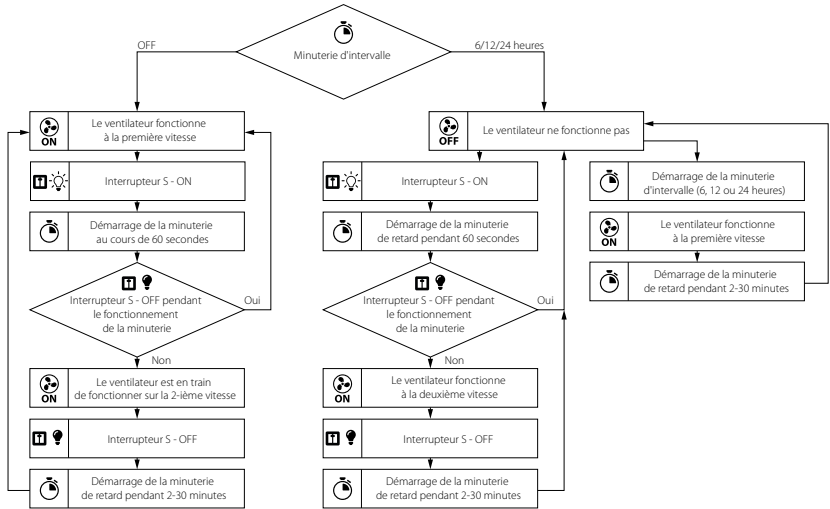 Minuterie d'intervalle
OFF
6/12/24 heures
ON
Le ventilateur fonctionne
à la première vitesse
Interrupteur S - ON
Démarrage de la minuterie
au cours de 60 secondes
Interrupteur S - OFF pendant
le fonctionnement
de la minuterie
Oui
Non
ON
Le ventilateur est en train
de fonctionner sur la 2-ième vitesse
Interrupteur S - OFF
Démarrage de la minuterie
de retard pendant 2-30 minutes
OFF
Le ventilateur ne fonctionne pas
Interrupteur S - ON
Démarrage de la minuterie
de retard pendant 60 secondes
Interrupteur S - OFF pendant
le fonctionnement
de la minuterie
Oui
Non
ON
Le ventilateur fonctionne
à la deuxième vitesse
Interrupteur S - OFF
Démarrage de la minuterie
de retard pendant 2-30 minutes
Démarrage de la minuterie
d'intervalle (6, 12 ou 24 heures)
ON
Le ventilateur fonctionne
à la première vitesse
Démarrage de la minuterie
de retard pendant 2-30 minutes